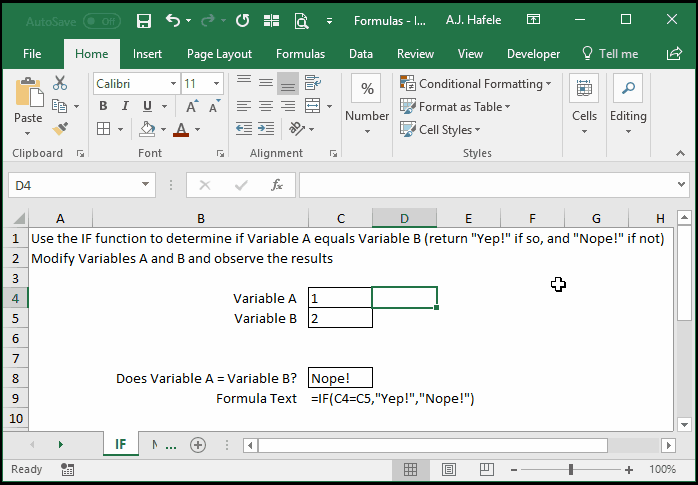 AutoSave Off Formulas - I... A.J. Hafele
File Home Insert Page Layout Formulas Data Review View Developer Tell me
Calibri 11 % Conditional Formatting
Paste B I U A A Number Format as Table Cells Editing
A Cell Styles
Clipboard Font Alignment Styles
D4 fx
A B C D E F G H
1 Use the IF function to determine if Variable A equals Variable B (return "Yep!" if so, and "Nope!" if not)
2 Modify Variables A and B and observe the results
3
4 Variable A 1
5 Variable B 2
6
7
8 Does Variable A = Variable B? Nope!
9 Formula Text =IF(C4=C5,"Yep!","Nope!")
10
IF ...
Ready 100%